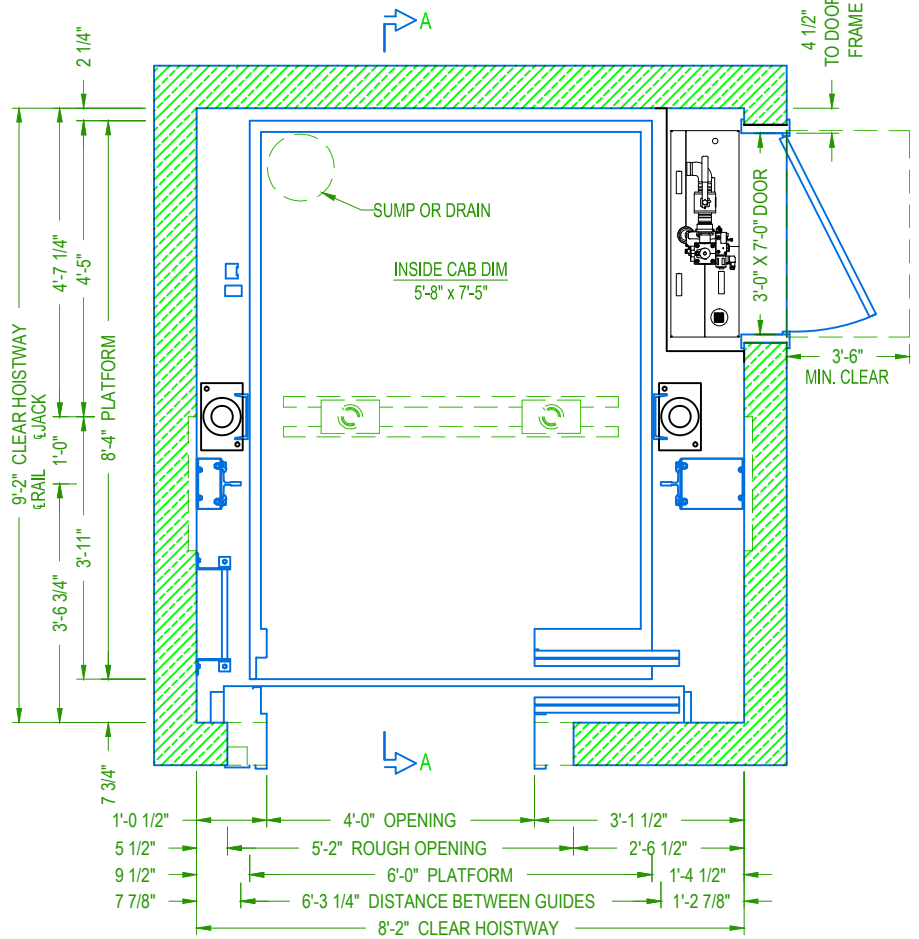 A
4 1/2"
TO DOOR
FRAME
2 1/4"
SUMP OR DRAIN
INSIDE CAB DIM
5'-8" x 7'-5"
3'-0" X 7'-0" DOOR
3'-6"
MIN. CLEAR
9'-2" CLEAR HOISTWAY
4'-7 1/4"
4'-5"
8'-4" PLATFORM
℄RAIL
1'-0"
℄JACK
3'-11"
3'-6 3/4"
7 3/4"
A
1'-0 1/2"
4'-0" OPENING
3'-1 1/2"
5 1/2"
5'-2" ROUGH OPENING
2'-6 1/2"
9 1/2"
6'-0" PLATFORM
1'-4 1/2"
7 7/8"
6'-3 1/4" DISTANCE BETWEEN GUIDES
1'-2 7/8"
8'-2" CLEAR HOISTWAY